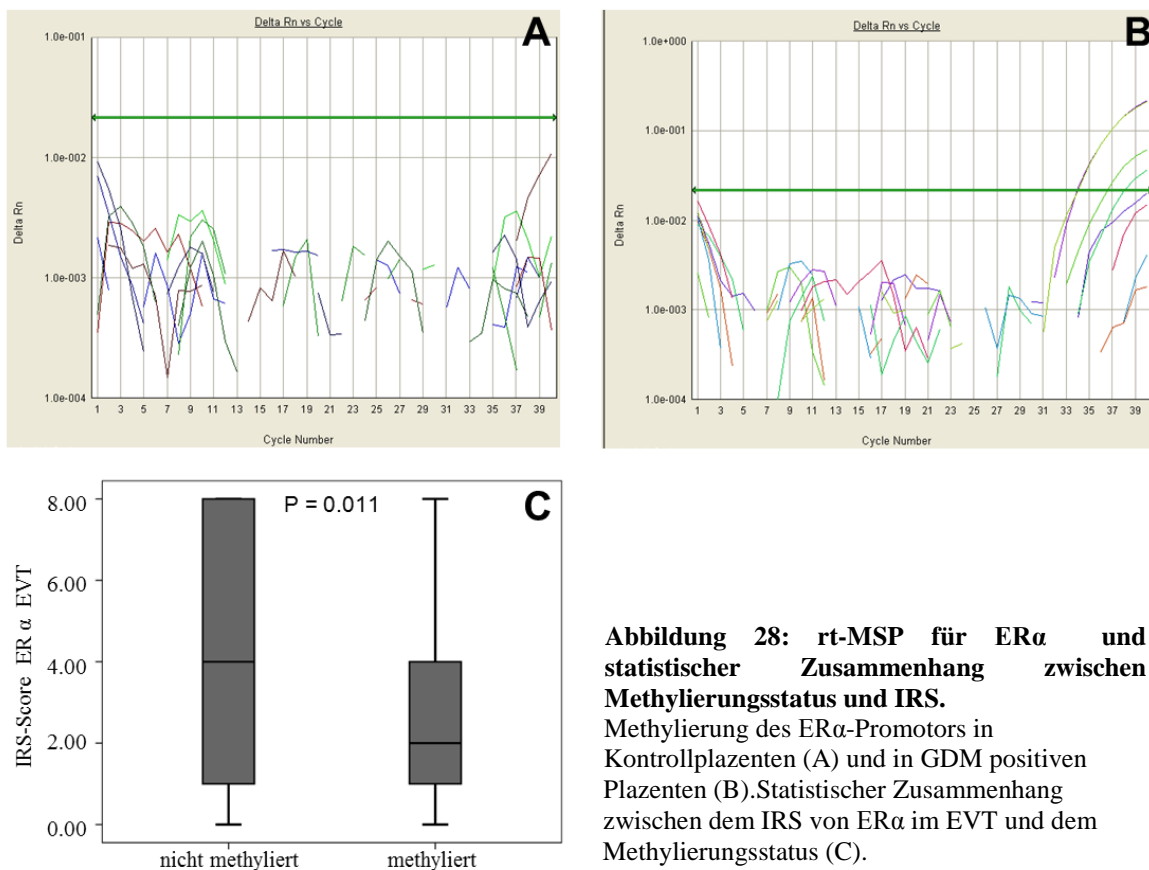 Delta Rn vs Cycle
A
1.0e-001
1.0e-002
1.0e-003
1.0e-004
Delta Rn
1 3 5 7 9 11 13 15 17 19 21 23 25 27 29 31 33 35 37 39
Cycle Number
Delta Rn vs Cycle
B
1.0e+000
1.0e-001
1.0e-002
1.0e-003
1.0e-004
Delta Rn
1 3 5 7 9 11 13 15 17 19 21 23 25 27 29 31 33 35 37 39
Cycle Number
C
P = 0.011
8.00
6.00
4.00
2.00
0.00
IRS-Score ER α EVT
nicht methyliert methyliert
Abbildung 28: rt-MSP für ERα und
statistischer Zusammenhang zwischen
Methylierungsstatus und IRS.
Methylierung des ERα-Promotors in
Kontrollplazenten (A) und in GDM positiven
Plazenten (B).Statistischer Zusammenhang
zwischen dem IRS von ERα im EVT und dem
Methylierungsstatus (C).